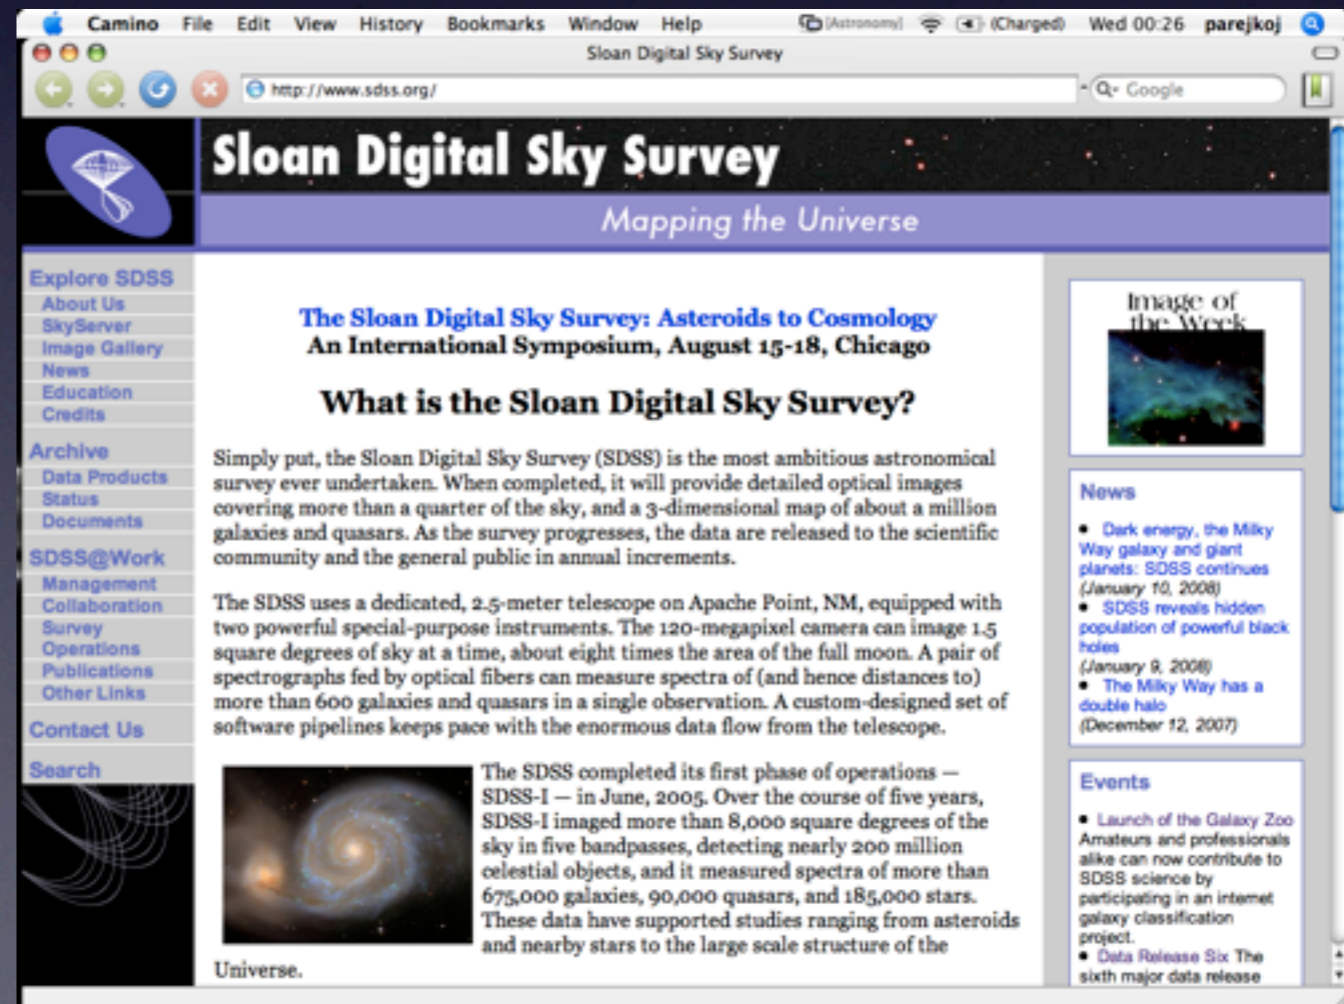 Camino File Edit View History Bookmarks Window Help [Astronomy] (Charged) Wed 00:26 parejkoj
Sloan Digital Sky Survey
http://www.sdss.org/ Google
Sloan Digital Sky Survey
Mapping the Universe
Explore SDSS
About Us
SkyServer
Image Gallery
News
Education
Credits
Archive
Data Products
Status
Documents
SDSS@Work
Management
Collaboration
Survey
Operations
Publications
Other Links
Contact Us
Search
The Sloan Digital Sky Survey: Asteroids to Cosmology
An International Symposium, August 15-18, Chicago
What is the Sloan Digital Sky Survey?
Simply put, the Sloan Digital Sky Survey (SDSS) is the most ambitious astronomical
survey ever undertaken. When completed, it will provide detailed optical images
covering more than a quarter of the sky, and a 3-dimensional map of about a million
galaxies and quasars. As the survey progresses, the data are released to the scientific
community and the general public in annual increments.
The SDSS uses a dedicated, 2.5-meter telescope on Apache Point, NM, equipped with
two powerful special-purpose instruments. The 120-megapixel camera can image 1.5
square degrees of sky at a time, about eight times the area of the full moon. A pair of
spectrographs fed by optical fibers can measure spectra of (and hence distances to)
more than 600 galaxies and quasars in a single observation. A custom-designed set of
software pipelines keeps pace with the enormous data flow from the telescope.
The SDSS completed its first phase of operations —
SDSS-I — in June, 2005. Over the course of five years,
SDSS-I imaged more than 8,000 square degrees of the
sky in five bandpasses, detecting nearly 200 million
celestial objects, and it measured spectra of more than
675,000 galaxies, 90,000 quasars, and 185,000 stars.
These data have supported studies ranging from asteroids
and nearby stars to the large scale structure of the
Universe.
Image of
the Week
News
• Dark energy, the Milky
Way galaxy and giant
planets: SDSS continues
(January 10, 2008)
• SDSS reveals hidden
population of powerful black
holes
(January 9, 2008)
• The Milky Way has a
double halo
(December 12, 2007)
Events
• Launch of the Galaxy Zoo
Amateurs and professionals
alike can now contribute to
SDSS science by
participating in an internet
galaxy classification
project.
• Data Release Six The
sixth major data release